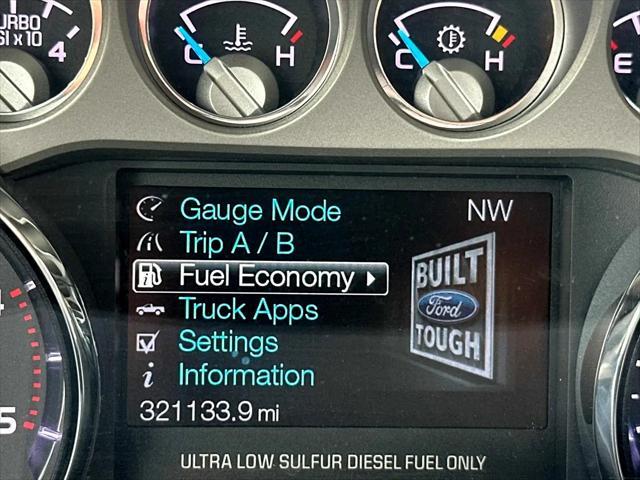 TURBO
PSI x 10
4
C
H
C
H
E
Gauge Mode
NW
Trip A / B
Fuel Economy
Truck Apps
Settings
Information
BUILT
Ford
TOUGH
321133.9 mi
5
ULTRA LOW SULFUR DIESEL FUEL ONLY